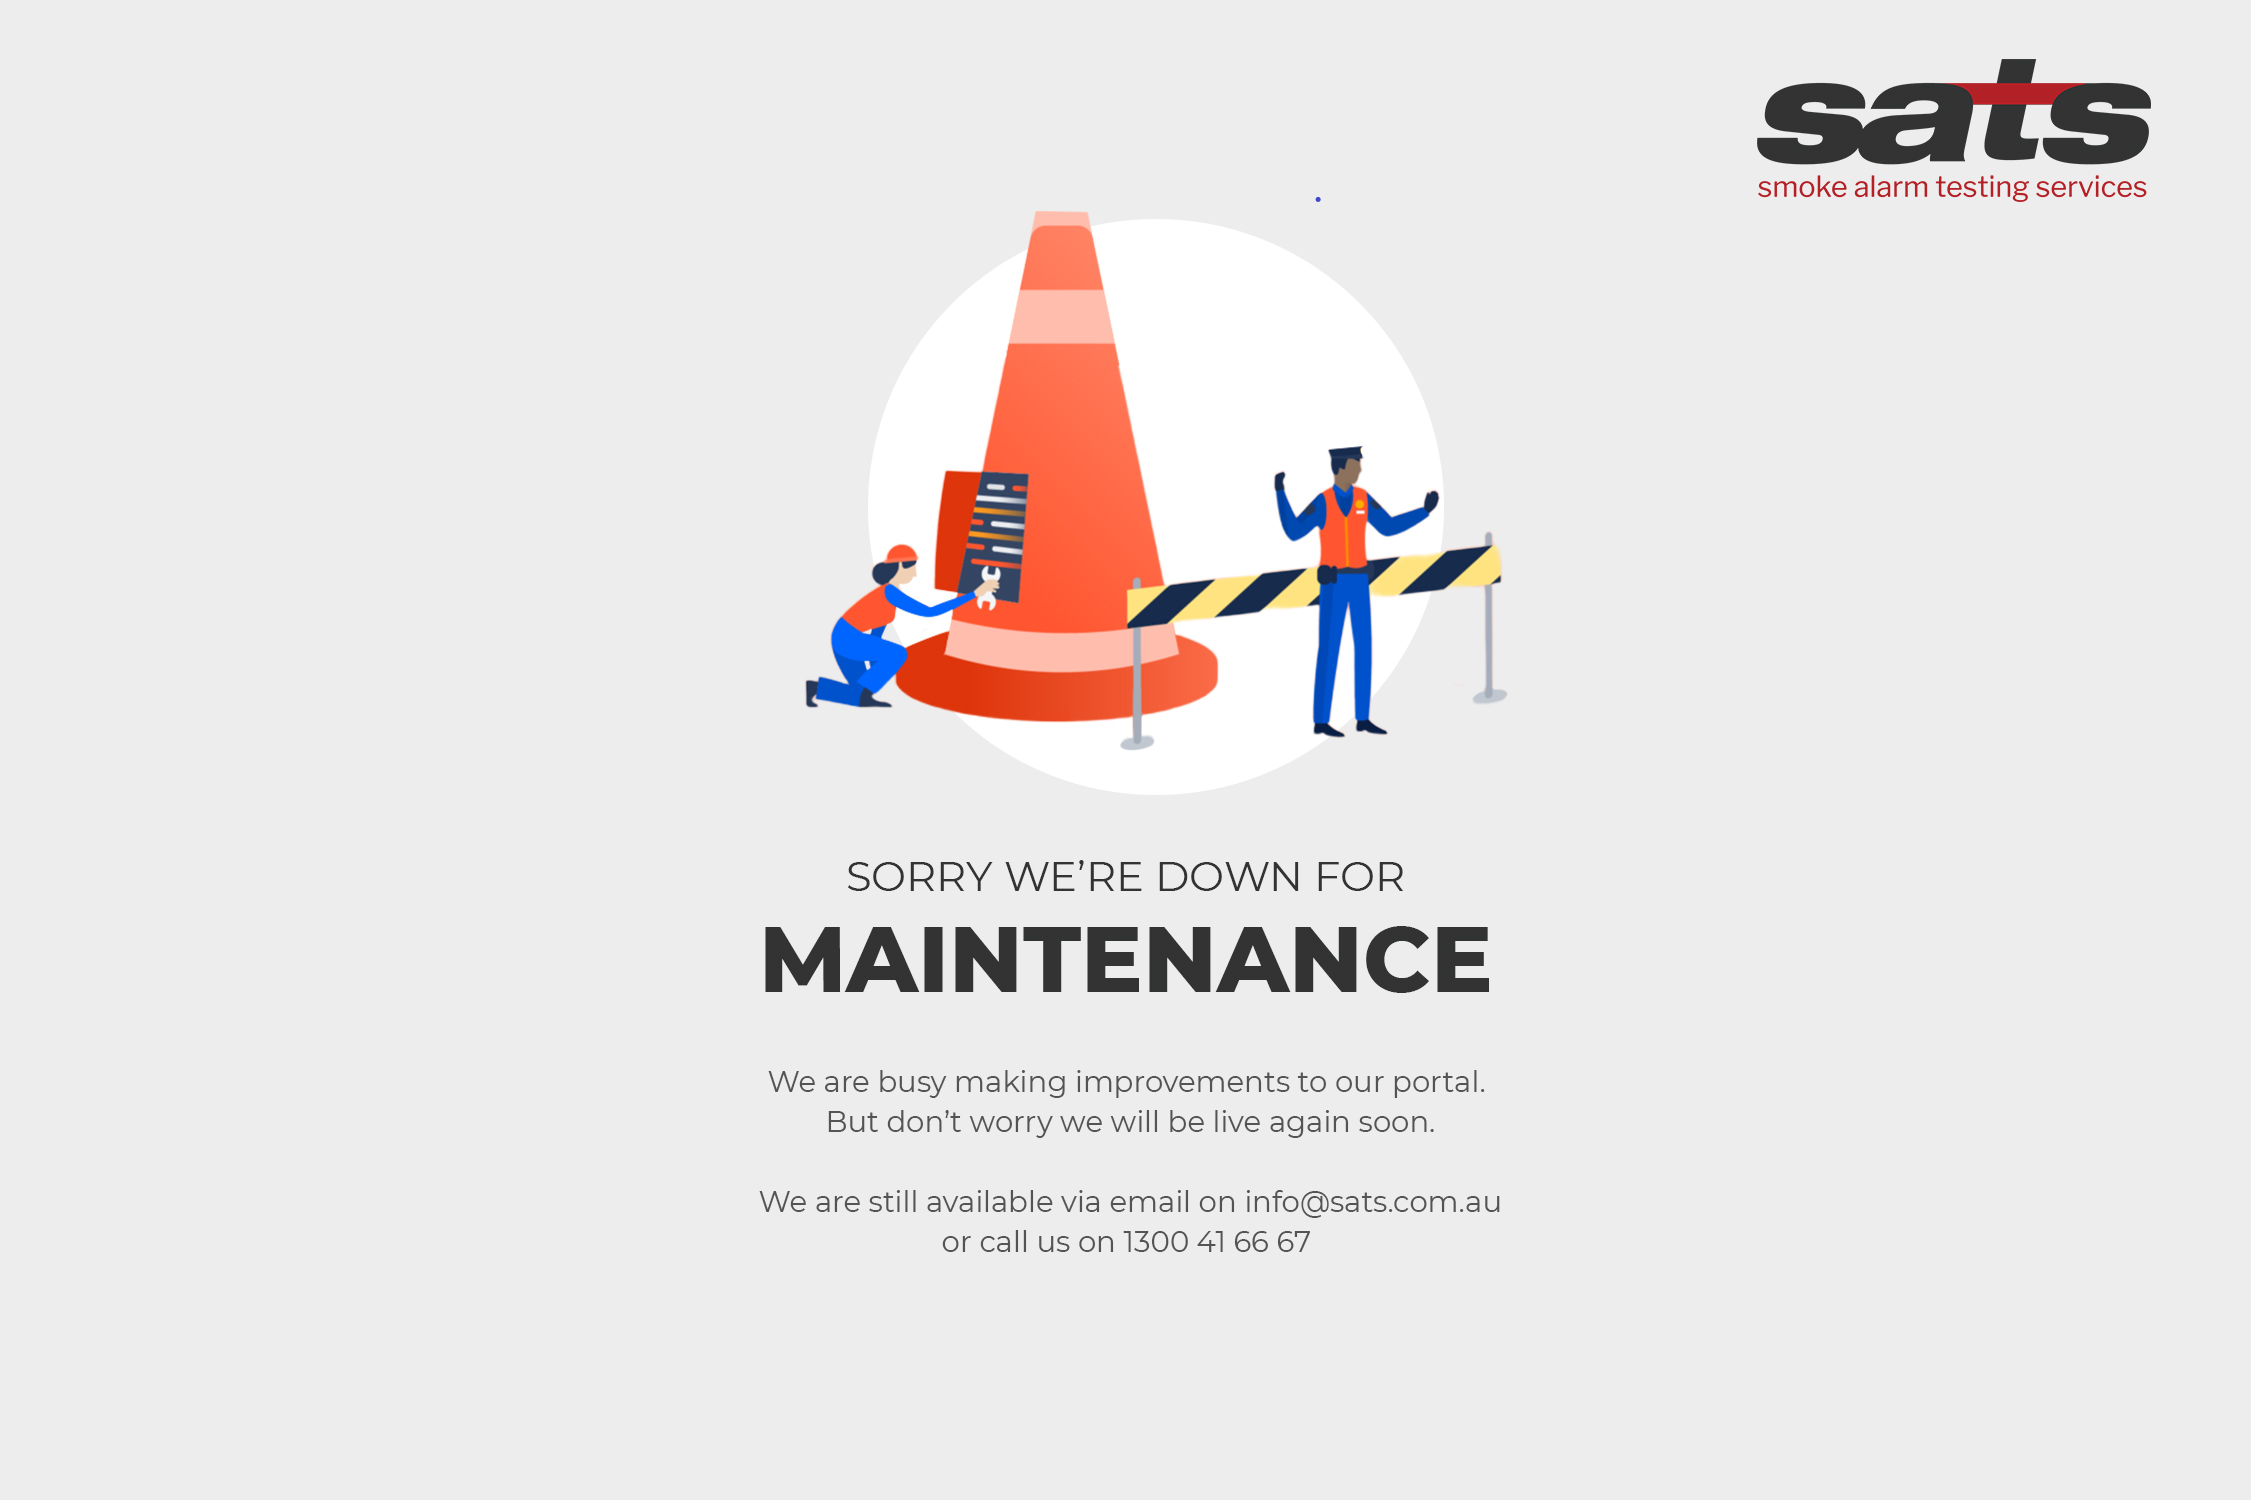 sats
smoke alarm testing services
SORRY WE’RE DOWN FOR
MAINTENANCE
We are busy making improvements to our portal.
But don’t worry we will be live again soon.
We are still available via email on info@sats.com.au
or call us on 1300 41 66 67